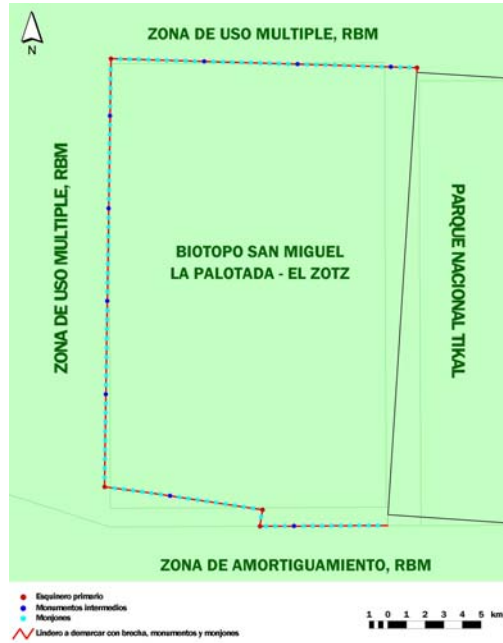 N
ZONA DE USO MULTIPLE, RBM
ZONA DE USO MULTIPLE, RBM
BIOTOPO SAN MIGUEL
LA PALOTADA - EL ZOTZ
PARQUE NACIONAL TIKAL
ZONA DE AMORTIGUAMIENTO, RBM
Esquinero primario
Monumentos intermedios
Monjones
Lindero a demarcar con brecha, monumentos y monjones
1 0 1 2 3 4 5 km